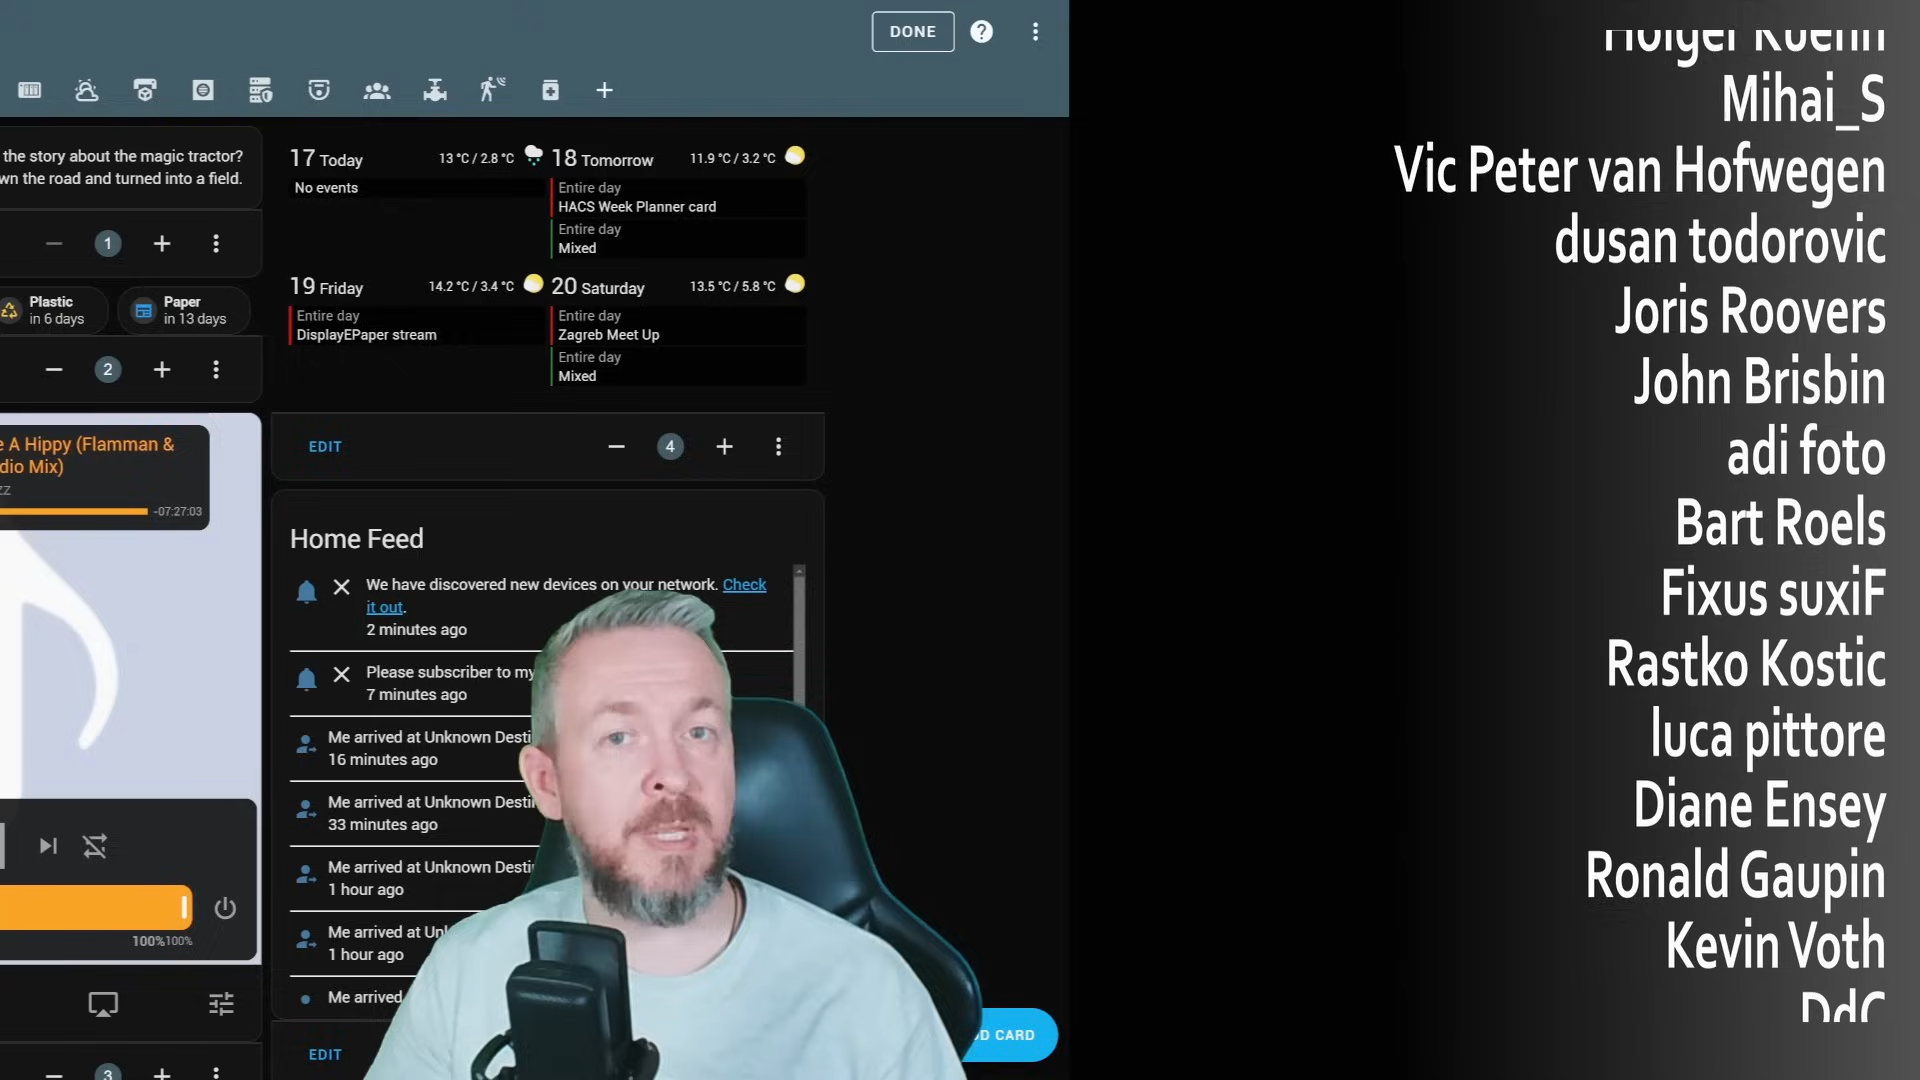 DONE
the story about the magic tractor?
wn the road and turned into a field.
1
Plastic
in 6 days
Paper
in 13 days
2
e A Hippy (Flamman &
dio Mix)
ZZ
-07:27:03
100%100%
3
17 Today 13 °C / 2.8 °C
No events
18 Tomorrow 11.9 °C / 3.2 °C
Entire day
HACS Week Planner card
Entire day
Mixed
19 Friday 14.2 °C / 3.4 °C
Entire day
DisplayEPaper stream
20 Saturday 13.5 °C / 5.8 °C
Entire day
Zagreb Meet Up
Entire day
Mixed
EDIT 4
Home Feed
We have discovered new devices on your network. Check
it out.
2 minutes ago
Please subscriber to my
7 minutes ago
Me arrived at Unknown Desti
16 minutes ago
Me arrived at Unknown Desti
33 minutes ago
Me arrived at Unknown Desti
1 hour ago
Me arrived at Un
1 hour ago
Me arrived
EDIT
D CARD
Mihai_S
Vic Peter van Hofwegen
dusan todorovic
Joris Roovers
John Brisbin
adi foto
Bart Roels
Fixus suxiF
Rastko Kostic
luca pittore
Diane Ensey
Ronald Gaupin
Kevin Voth